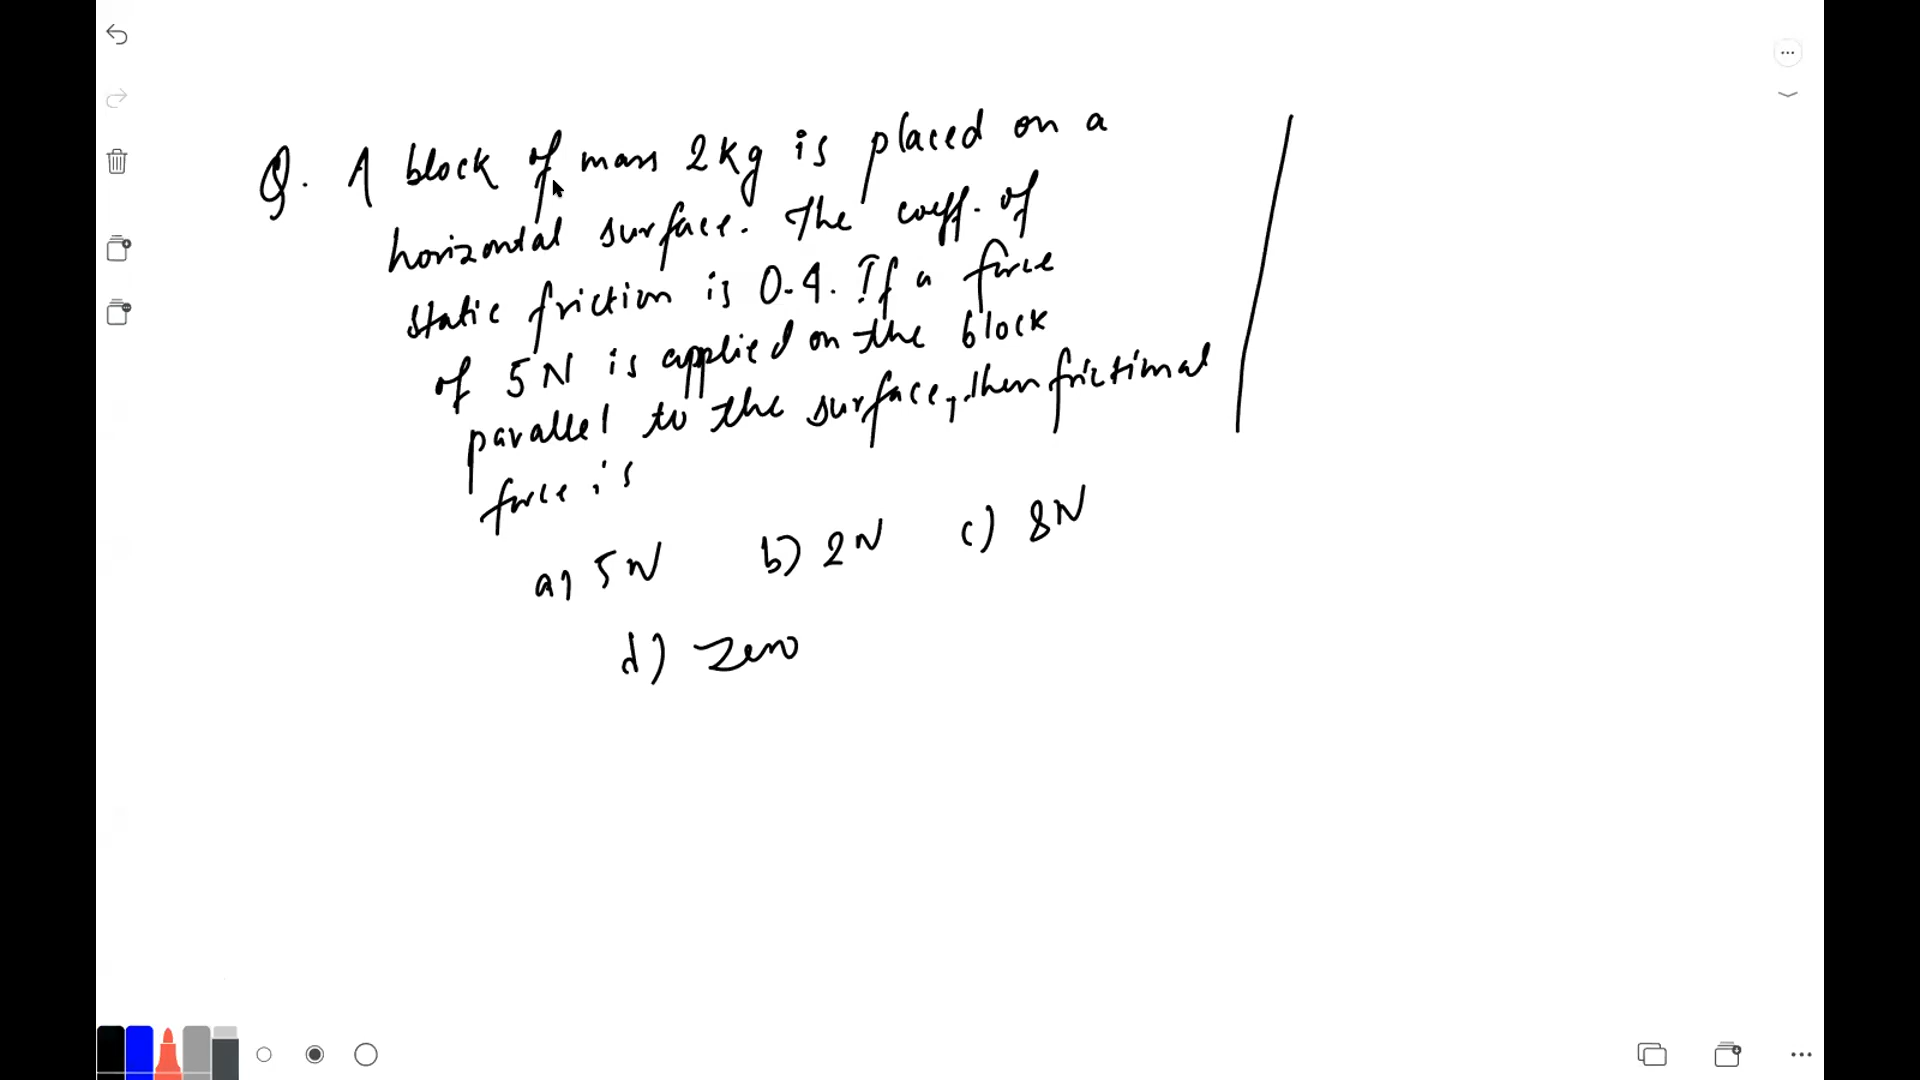 Q. A block of mass 2kg is placed on a
horizontal surface. The coeff. of
static friction is 0.4. If a force
of 5N is applied on the block
parallel to the surface, then frictional
force is
a) 5N b) 2N c) 8N
d) Zero